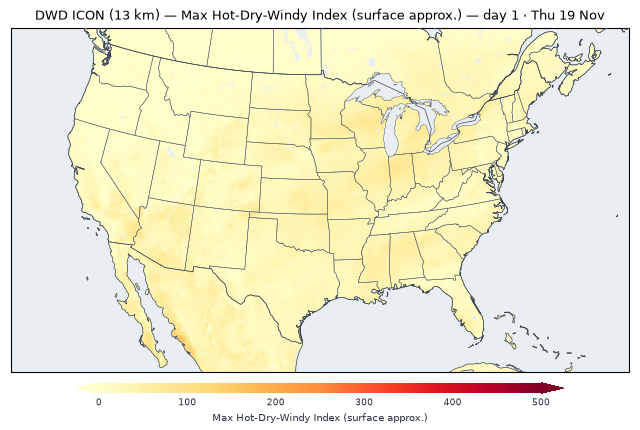 DWD ICON (13 km) — Max Hot-Dry-Windy Index (surface approx.) — day 1 · Thu 19 Nov
0 100 200 300 400 500
Max Hot-Dry-Windy Index (surface approx.)